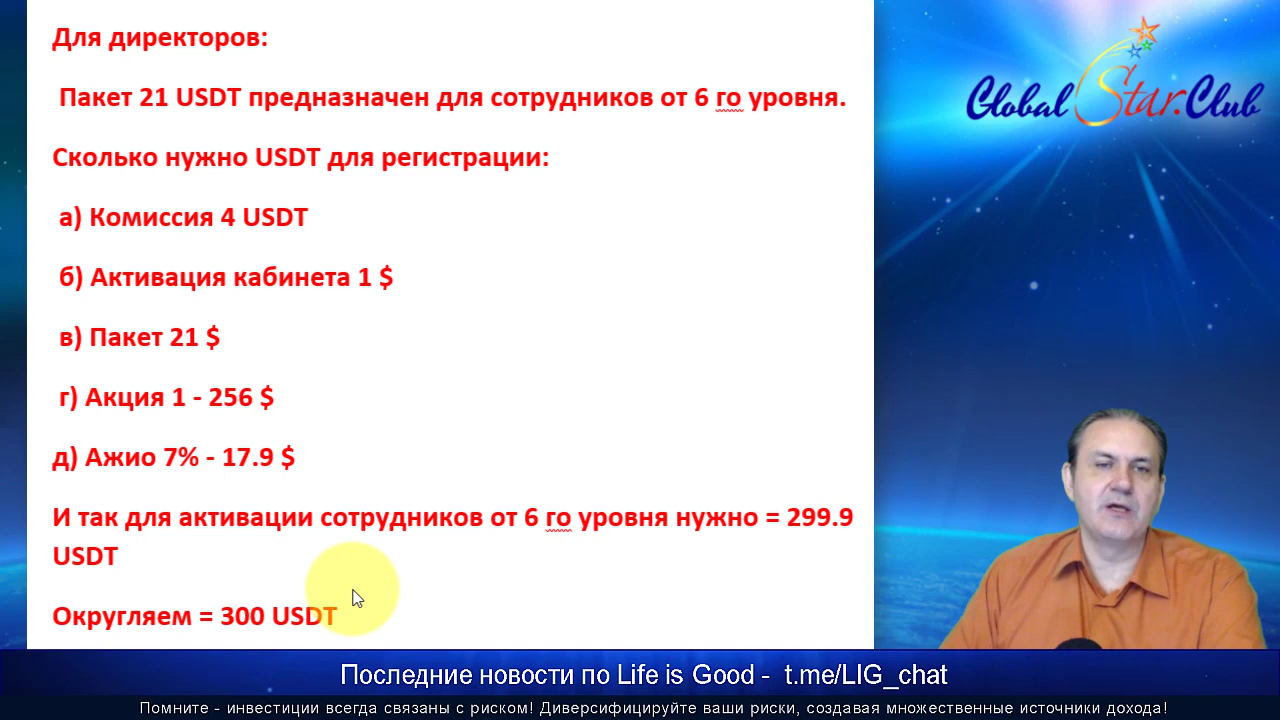 Для директоров:
Пакет 21 USDT предназначен для сотрудников от 6 го уровня.
Global Star.Club
Сколько нужно USDT для регистрации:
а) Комиссия 4 USDT
б) Активация кабинета 1 $
в) Пакет 21 $
г) Акция 1 - 256 $
д) Ажио 7% - 17.9 $
И так для активации сотрудников от 6 го уровня нужно = 299.9
USDT
Округляем = 300 USDT
Последние новости по Life is Good - t.me/LIG_chat
Помните - инвестиции всегда связаны с риском! Диверсифицируйте ваши риски, создавая множественные источники дохода!